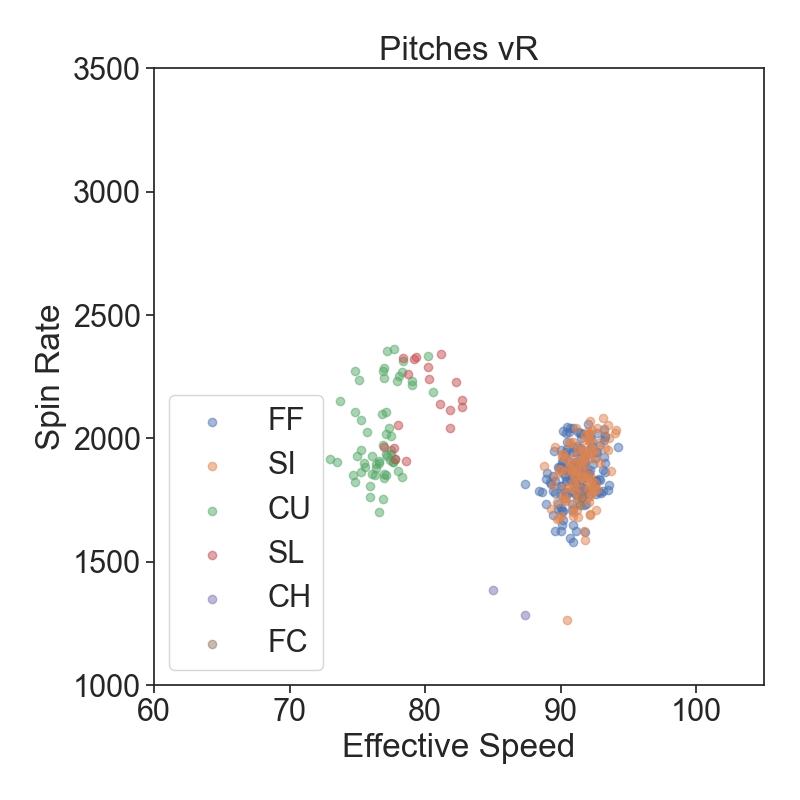 Pitches vR
3500
3000
2500
2000
1500
1000
Spin Rate
FF
SI
CU
SL
CH
FC
60 70 80 90 100
Effective Speed